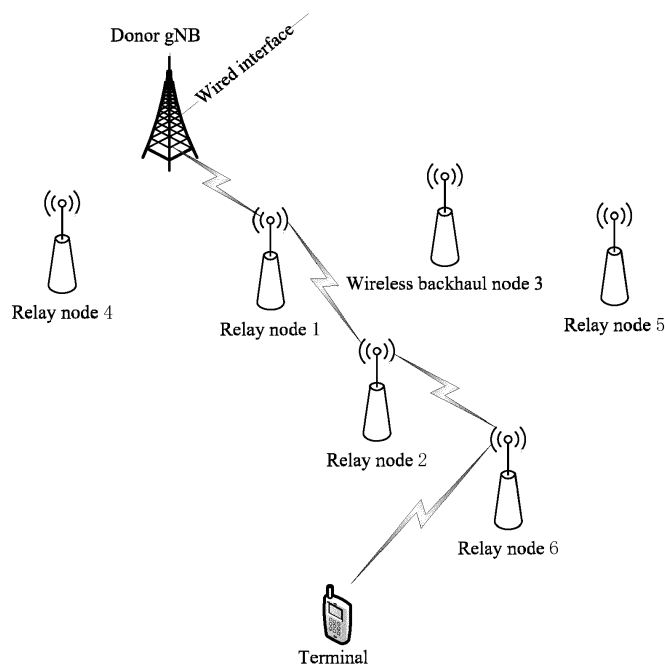 Donor gNB
Wired interface
Relay node 4
Relay node 1
Wireless backhaul node 3
Relay node 5
Relay node 2
Relay node 6
Terminal